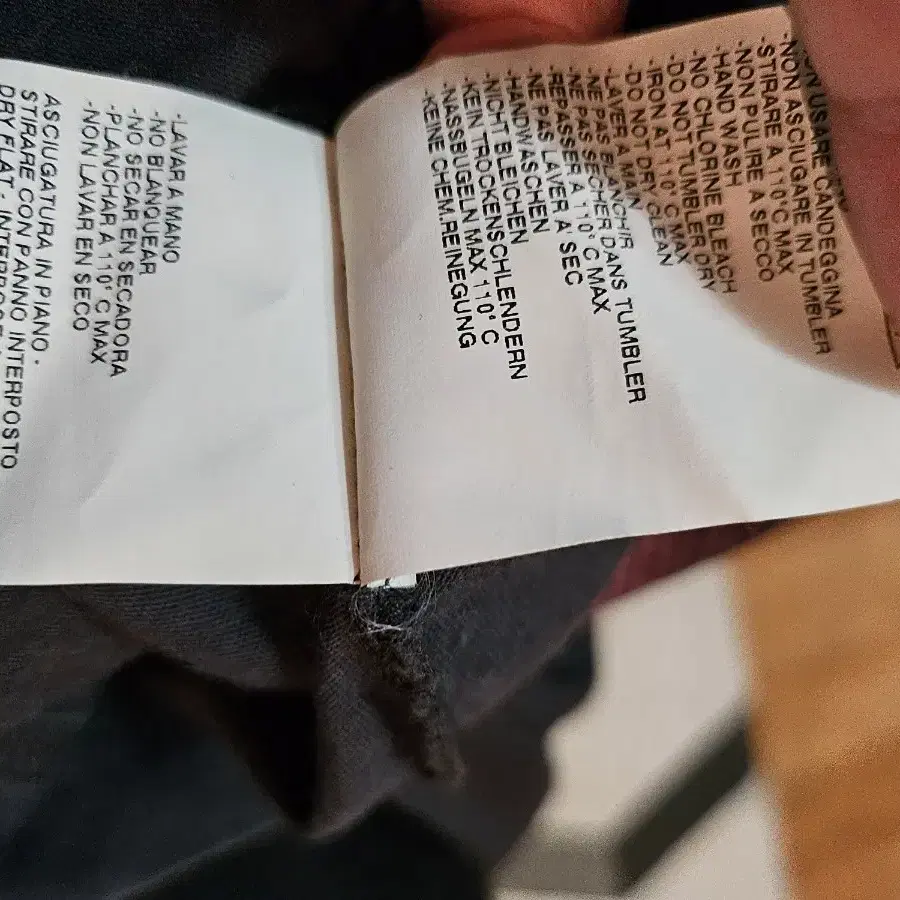 USARE CANDEGGINA
-NON ASCIUGARE IN TUMBLER
-STIRARE A 110°C MAX
-NON PULIRE A SECCO
-HAND WASH
-NO CHLORINE BLEACH
-DO NOT TUMBLER DRY
-IRON AT 110° C MAX
-DO NOT DRY CLEAN
-LAVER A MAIN
-NE PAS BLANCHIR
-NE PAS SECHER DANS TUMBLER
-REPASSER A 110° C MAX
-NE PAS LAVER A' SEC
-HANDWASCHEN
-NICHT BLEICHEN
-KEIN TROCKENSCHLENDERN
-NASSBUGELN MAX 110° C
-KEINE CHEM.REINEGUNG
-LAVAR A MANO
-NO BLANQUEAR
-NO SECAR EN SECADORA
-PLANCHAR A 110° C MAX
-NON LAVAR EN SECO
ASCIUGATURA IN PIANO -
STIRARE CON PANNO INTERPOSTO
DRY FLAT -